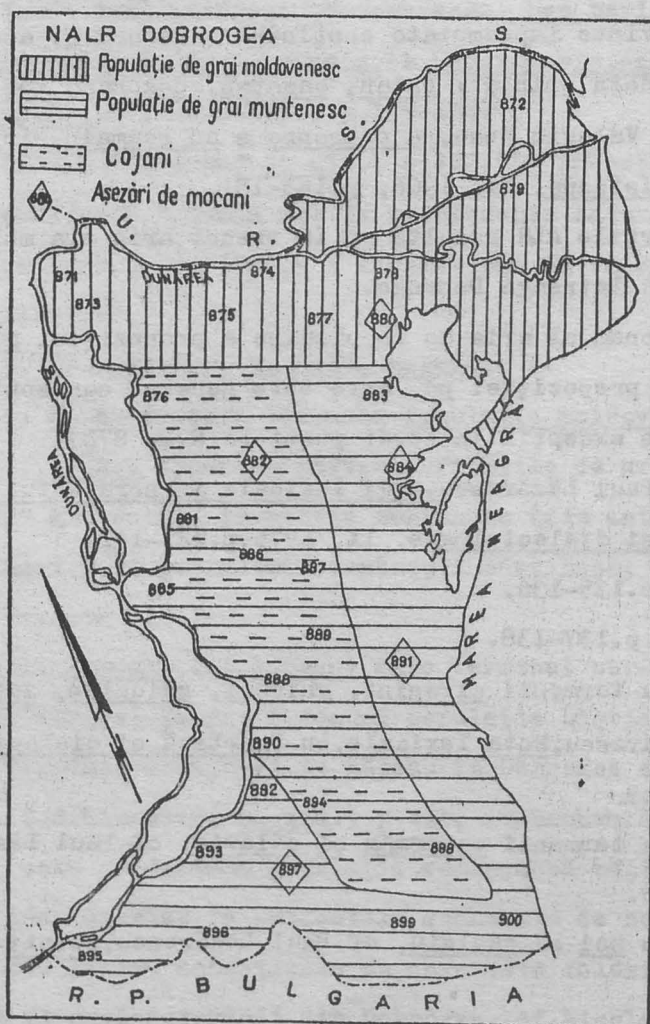 NALR DOBROGEA
Populație de grai moldovenesc
Populație de grai muntenesc
Cojani
Așezări de mocani
U. R. S. S.
872
879
DUNĂREA
871
873
874
875
877
878
880
876
883
882
884
DUNĂREA
881
886
887
885
889
891
888
MAREA NEAGRĂ
890
892
894
893
897
899
900
896
895
R. P. BULGARIA